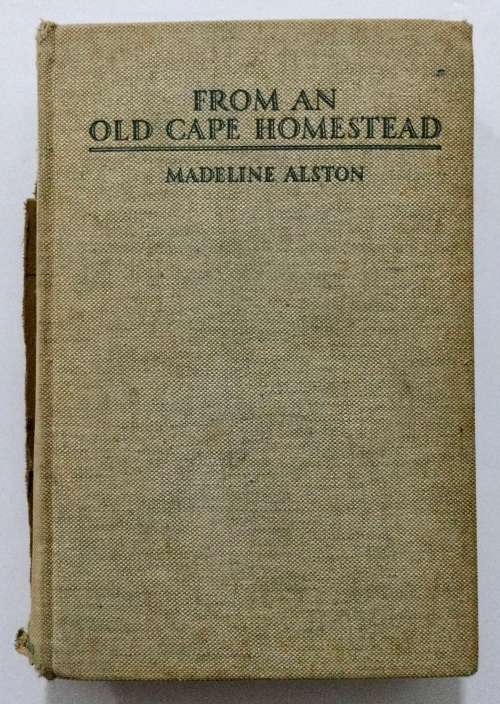 FROM AN
OLD CAPE HOMESTEAD
MADELINE ALSTON